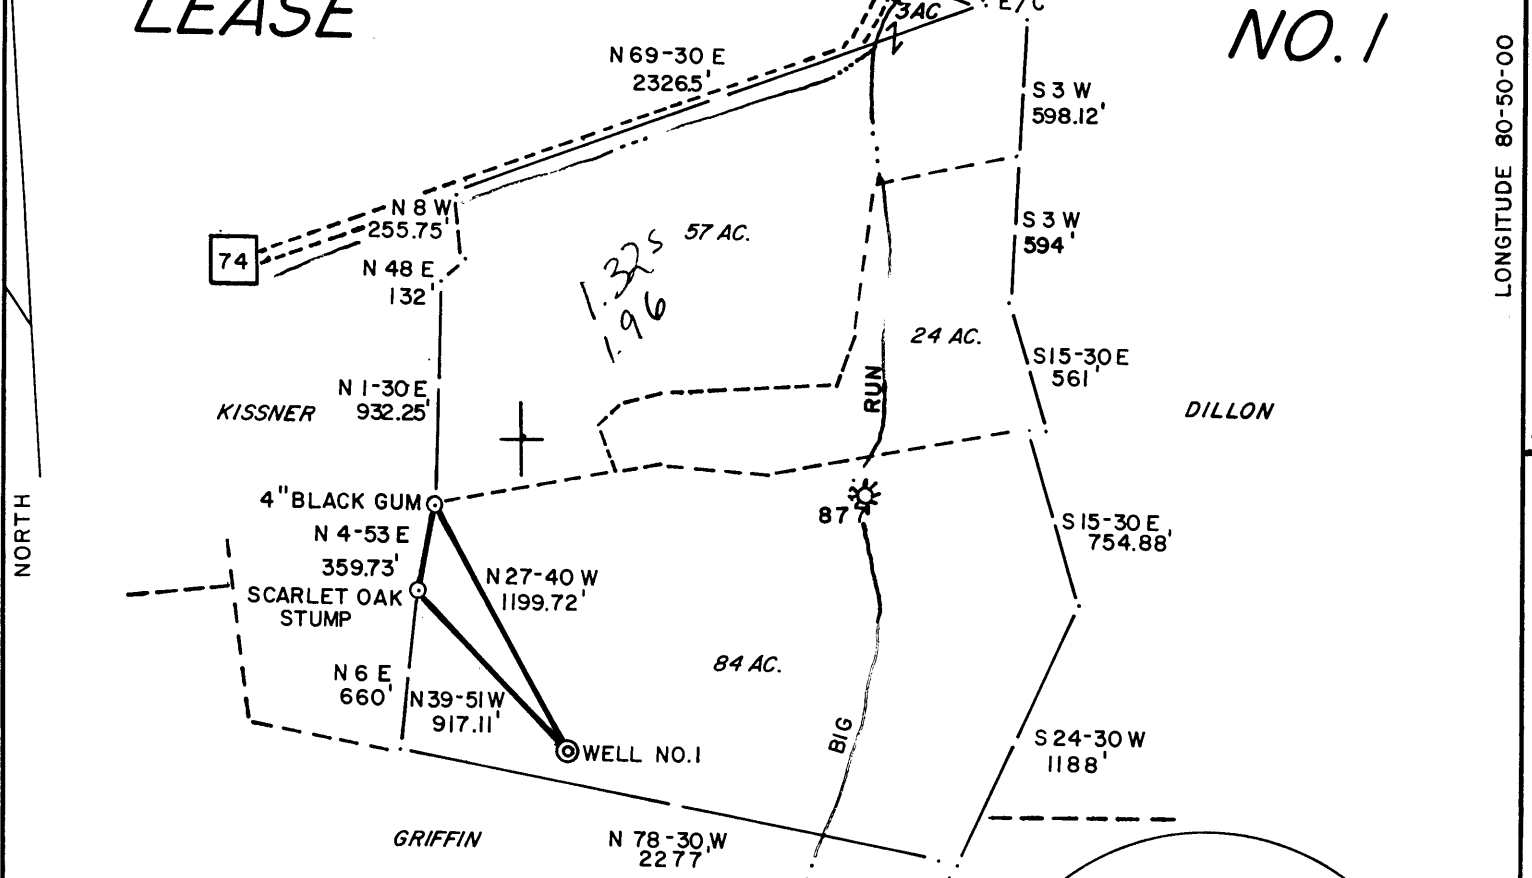 LEASE
NO. 1
3AC
N 69-30 E
2326.5'
S 3 W
598.12'
LONGITUDE 80-50-00
N 8 W
255.75'
57 AC.
S 3 W
594'
74
N 48 E
132'
1.32 s
1.96
24 AC.
S15-30 E
561'
N 1-30 E
932.25'
KISSNER
RUN
DILLON
4" BLACK GUM
877
NORTH
N 4-53 E
359.73'
S15-30 E
754.88'
N 27-40 W
1199.72'
SCARLET OAK
STUMP
84 AC.
N 6 E
660'
N39-51 W
917.11'
BIG
WELL NO.1
S 24-30 W
1188'
GRIFFIN
N 78-30 W
2277'